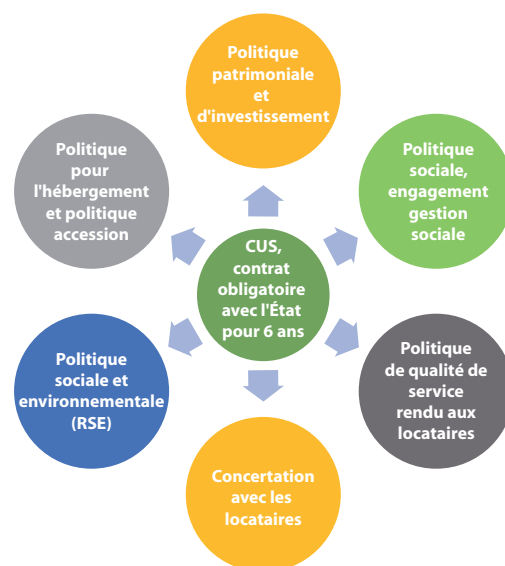 Politique
patrimoniale
et
d'investissement
Politique
pour
l'hébergement
et politique
accession
Politique
sociale,
engagement
gestion
sociale
CUS,
contrat
obligatoire
avec l'État
pour 6 ans
Politique
sociale et
environnementale
(RSE)
Politique
de qualité de
service
rendu aux
locataires
Concertation
avec les
locataires